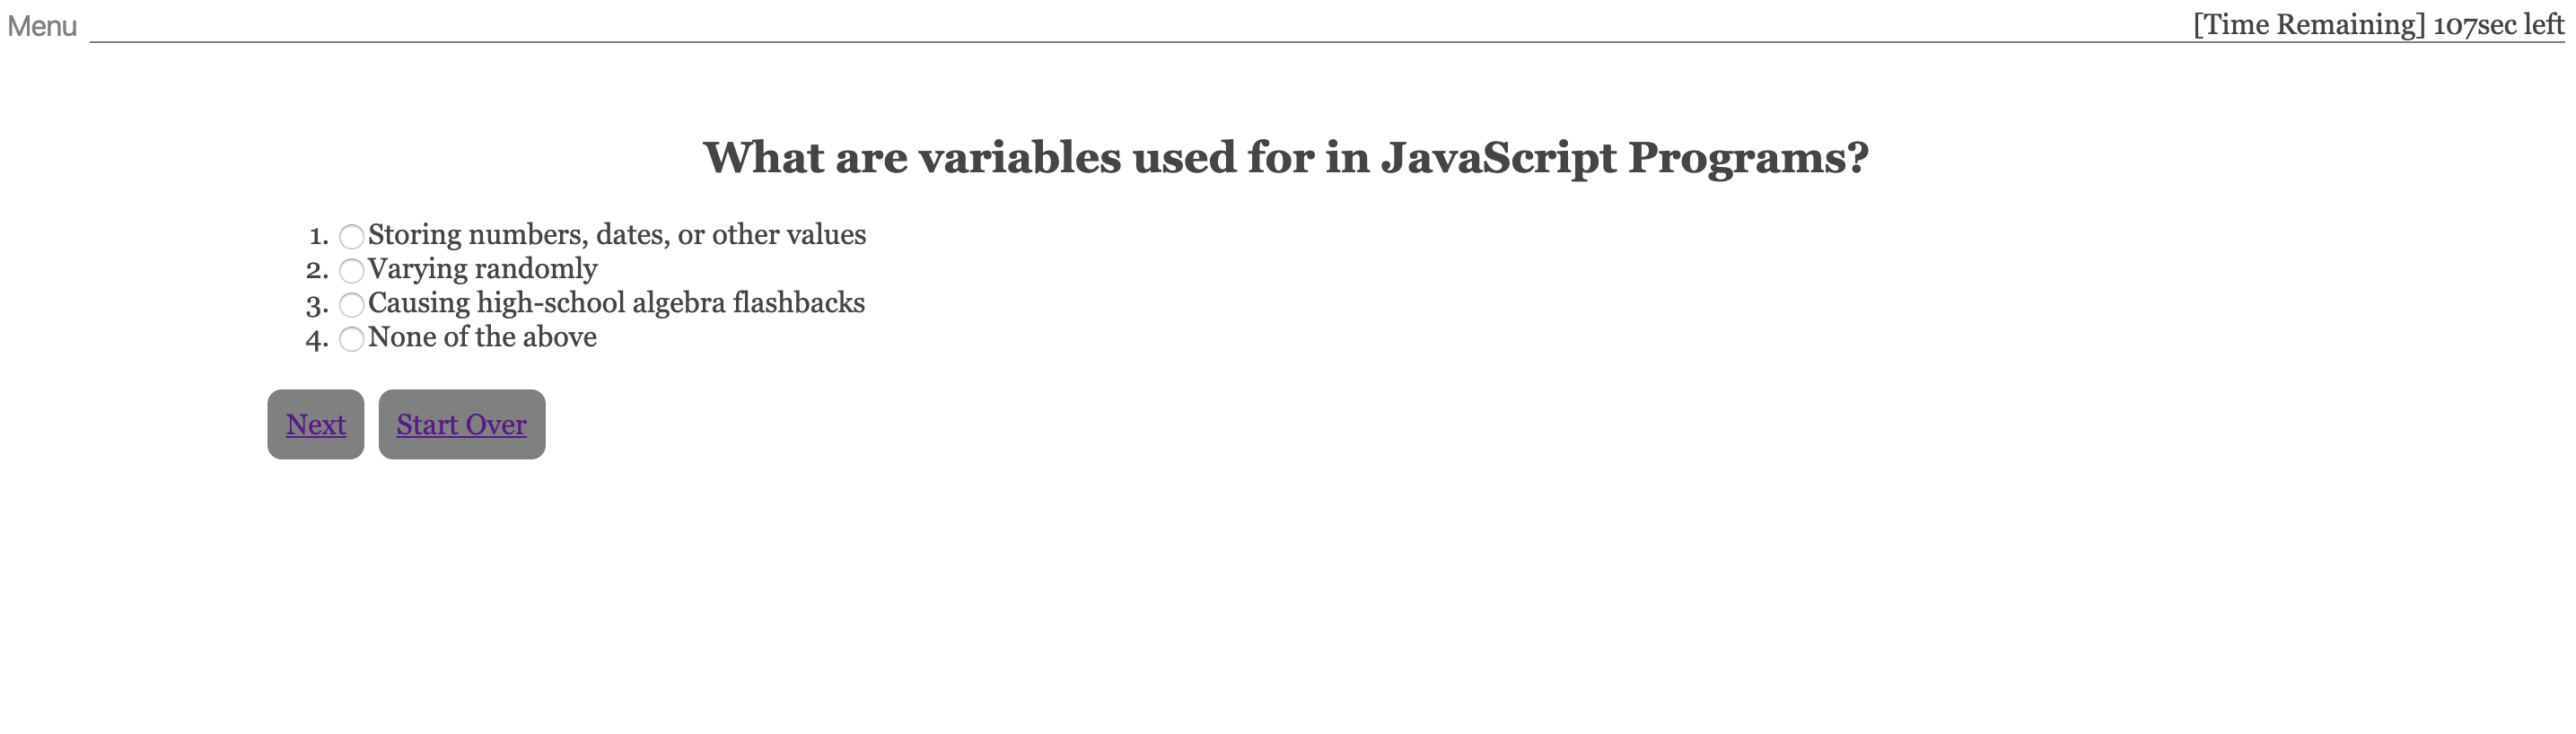 Menu
[Time Remaining] 107sec left
What are variables used for in JavaScript Programs?
1. Storing numbers, dates, or other values
2. Varying randomly
3. Causing high-school algebra flashbacks
4. None of the above
Next Start Over